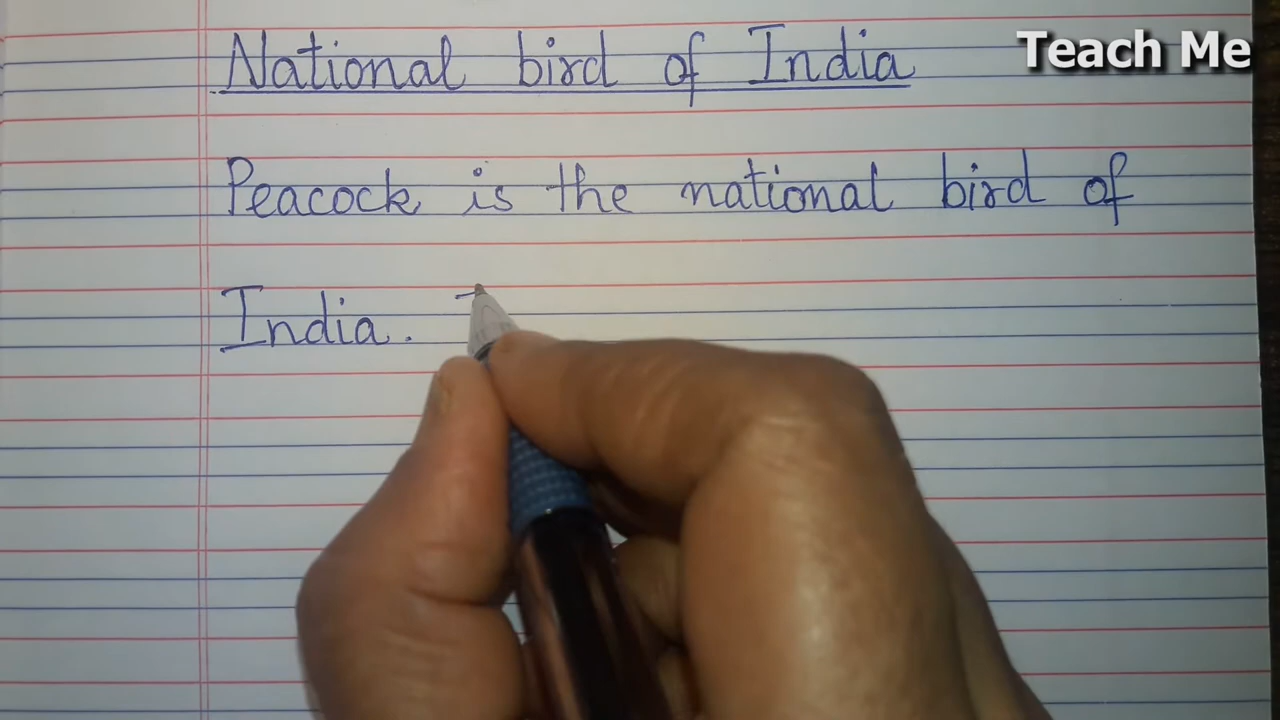 National bird of India
Teach Me
Peacock is the national bird of
India.